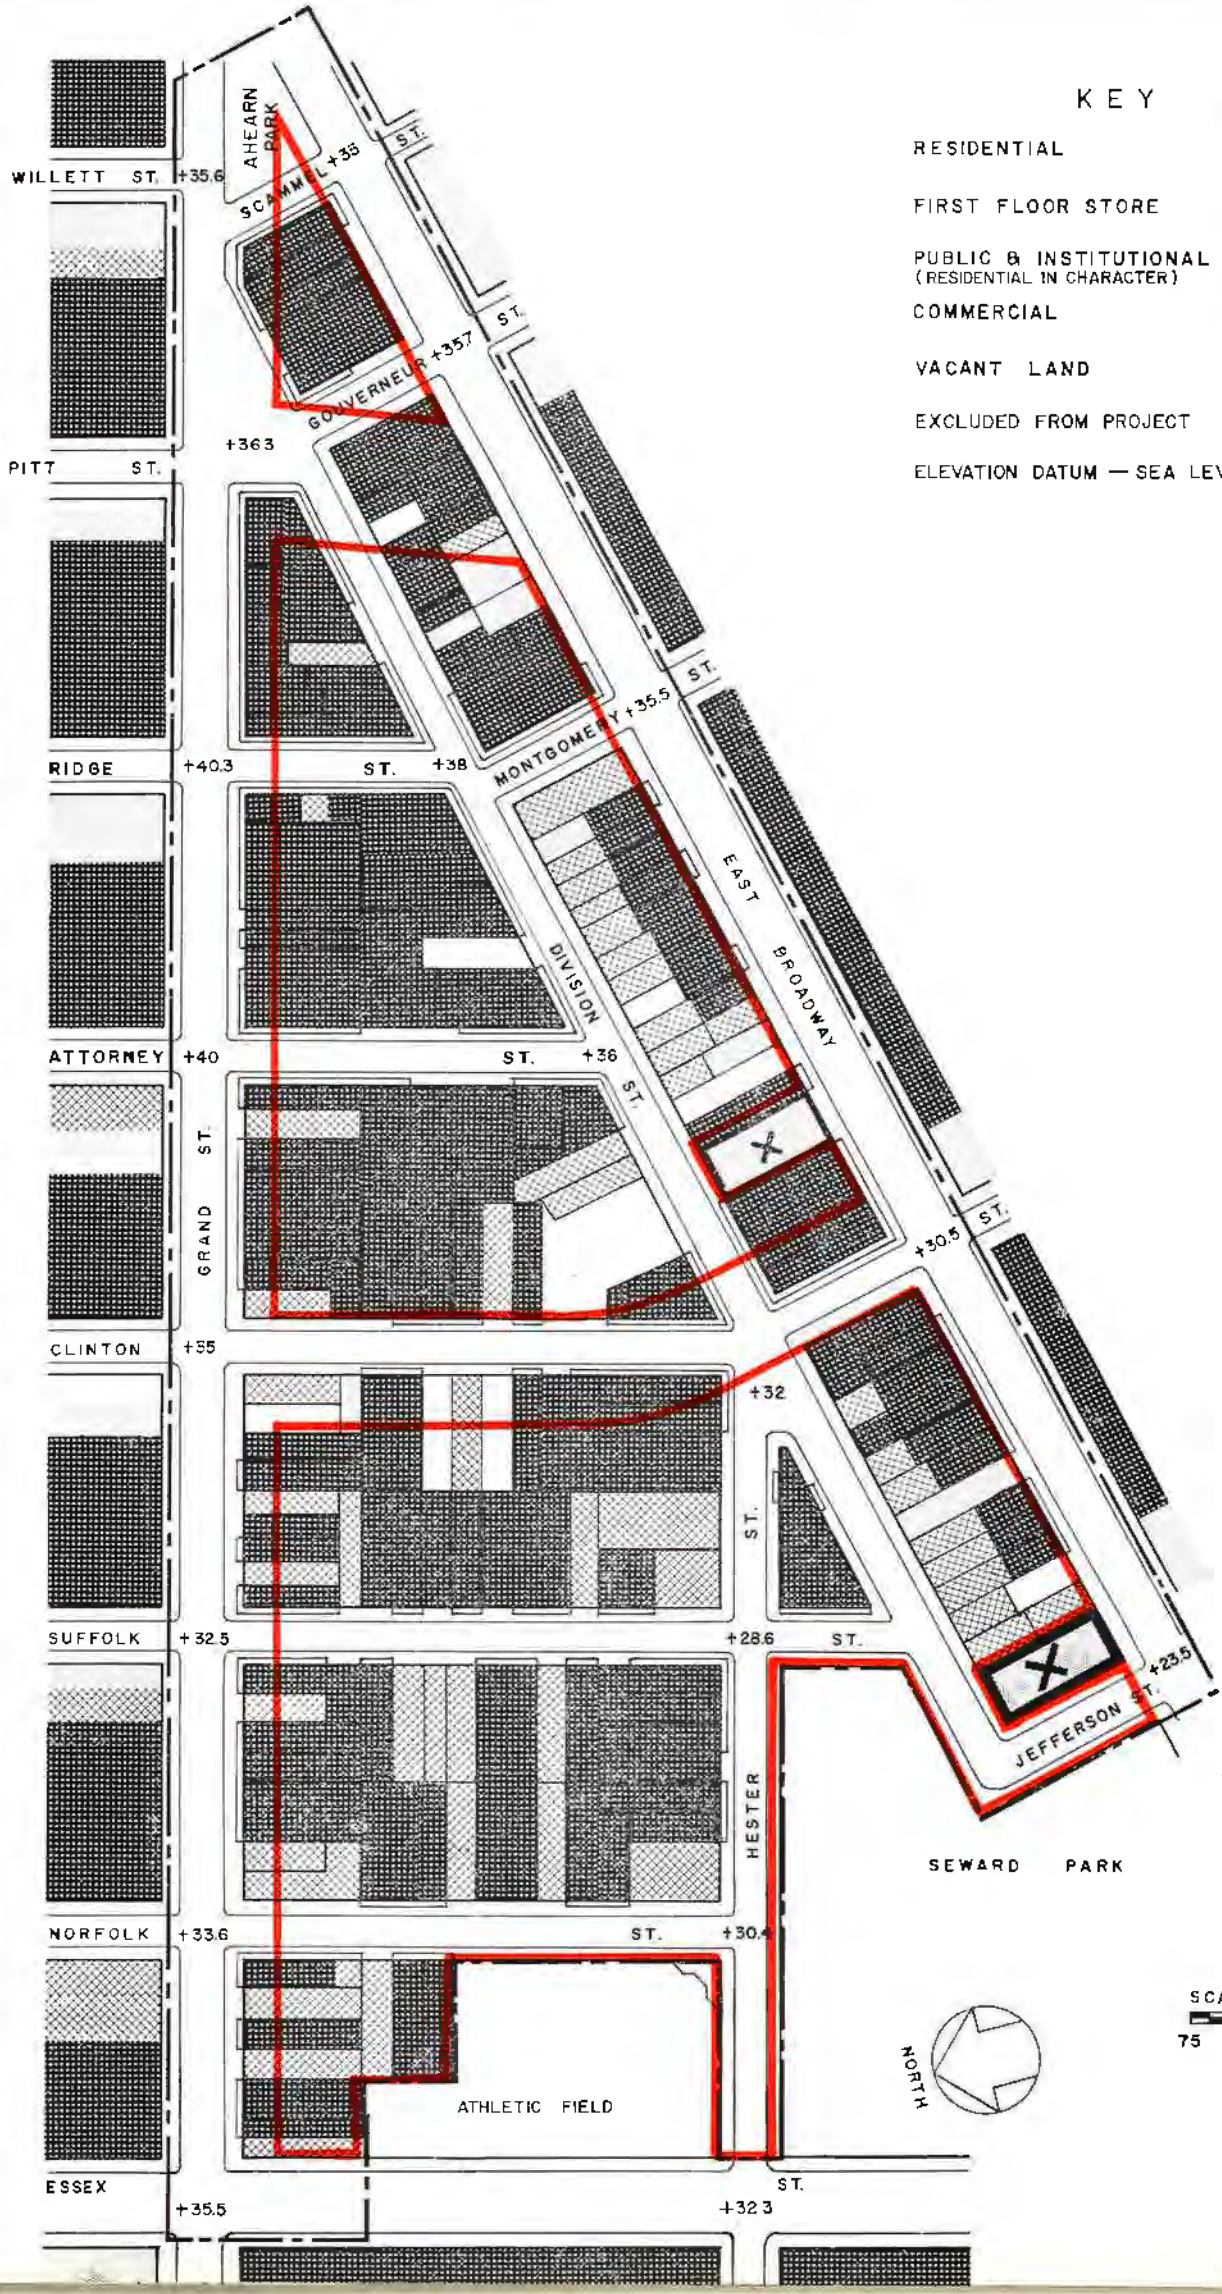 KEY
RESIDENTIAL
FIRST FLOOR STORE
PUBLIC & INSTITUTIONAL
(RESIDENTIAL IN CHARACTER)
COMMERCIAL
VACANT LAND
EXCLUDED FROM PROJECT
ELEVATION DATUM — SEA LEV
AHEARN
PARK
ST.
WILLETT ST. +35.6
SCAMMEL +35
ST.
GOUVERNEUR +35.7
+363
PITT ST.
ST.
MONTGOMERY +35.5
RIDGE +40.3 ST. +38
EAST BROADWAY
DIVISION ST.
ATTORNEY +40 ST. +36
X
GRAND ST.
ST.
+30.5
CLINTON +35
+32
ST.
HESTER
SUFFOLK +32.5 +28.6 ST.
X
+23.5
JEFFERSON ST.
SEWARD PARK
NORFOLK +33.6 ST. +30.4
SCA
75
NORTH
ATHLETIC FIELD
ESSEX ST.
+35.5 +323